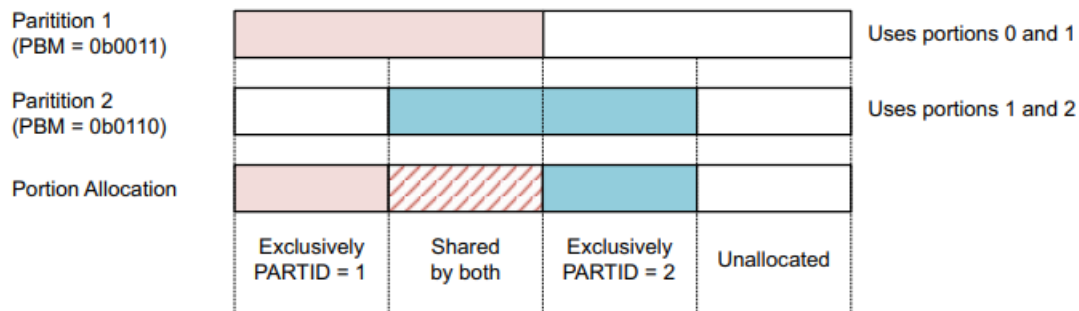 Paritition 1
(PBM = 0b0011)
Uses portions 0 and 1
Paritition 2
(PBM = 0b0110)
Uses portions 1 and 2
Portion Allocation
Exclusively
PARTID = 1
Shared
by both
Exclusively
PARTID = 2
Unallocated